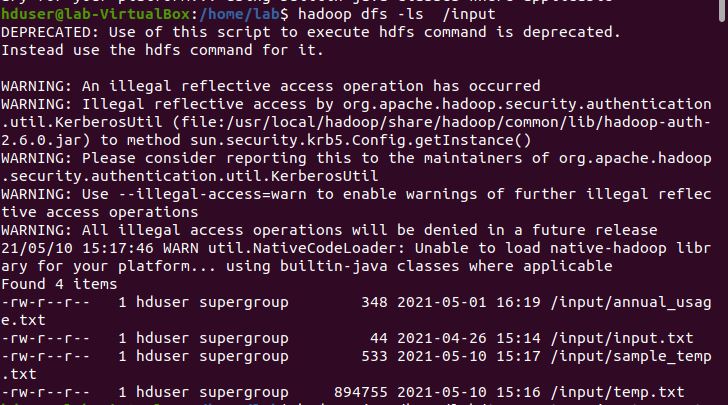 hduser@lab-VirtualBox:/home/lab$ hadoop dfs -ls  /input
DEPRECATED: Use of this script to execute hdfs command is deprecated.
Instead use the hdfs command for it.

WARNING: An illegal reflective access operation has occurred
WARNING: Illegal reflective access by org.apache.hadoop.security.authentication
.util.KerberosUtil (file:/usr/local/hadoop/share/hadoop/common/lib/hadoop-auth-
2.6.0.jar) to method sun.security.krb5.Config.getInstance()
WARNING: Please consider reporting this to the maintainers of org.apache.hadoop
.security.authentication.util.KerberosUtil
WARNING: Use --illegal-access=warn to enable warnings of further illegal reflec
tive access operations
WARNING: All illegal access operations will be denied in a future release
21/05/10 15:17:46 WARN util.NativeCodeLoader: Unable to load native-hadoop libr
ary for your platform... using builtin-java classes where applicable
Found 4 items
-rw-r--r--   1 hduser supergroup        348 2021-05-01 16:19 /input/annual_usag
e.txt
-rw-r--r--   1 hduser supergroup         44 2021-04-26 15:14 /input/input.txt
-rw-r--r--   1 hduser supergroup        533 2021-05-10 15:17 /input/sample_temp
.txt
-rw-r--r--   1 hduser supergroup     894755 2021-05-10 15:16 /input/temp.txt